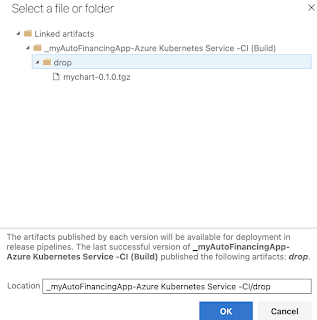 Select a file or folder
Linked artifacts
_myAutoFinancingApp-Azure Kubernetes Service -CI (Build)
drop
mychart-0.1.0.tgz
The artifacts published by each version will be available for deployment in
release pipelines. The last successful version of _myAutoFinancingApp-
Azure Kubernetes Service -CI (Build) published the following artifacts: drop.
Location _myAutoFinancingApp-Azure Kubernetes Service -CI/drop
OK Cancel